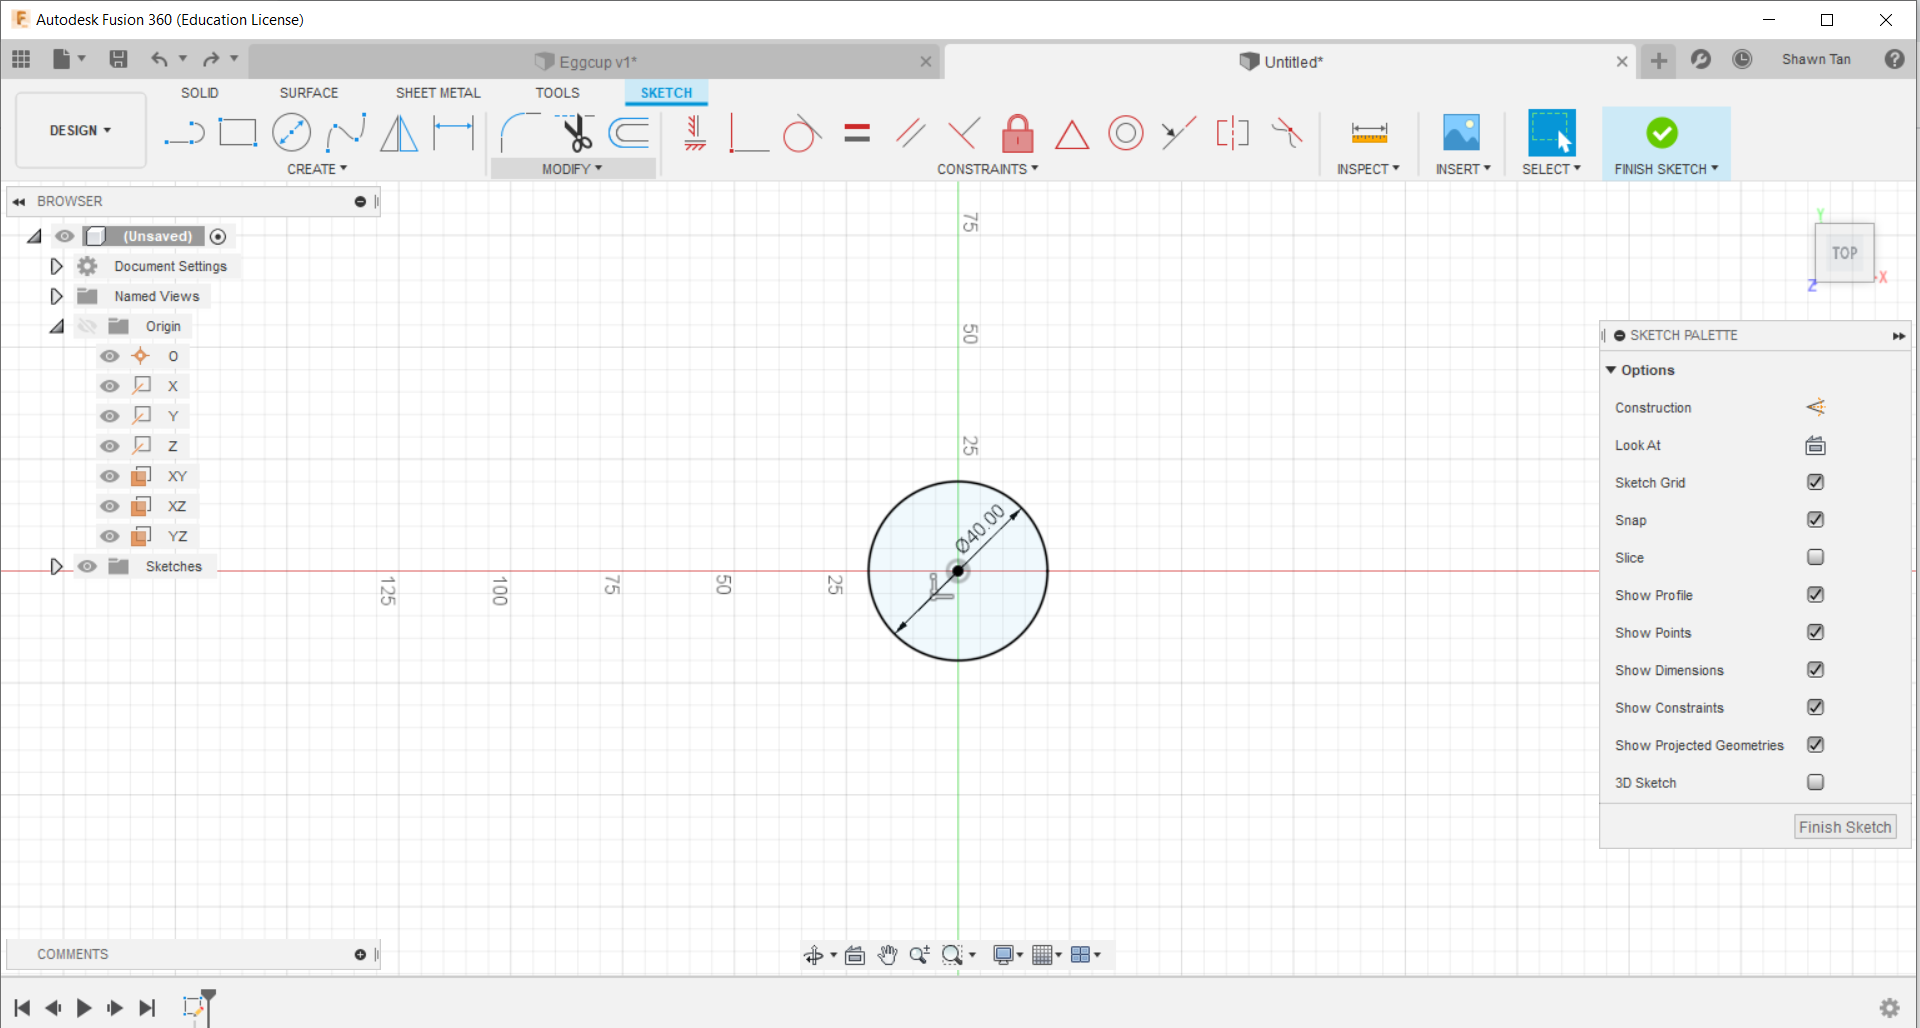 Autodesk Fusion 360 (Education License)
Eggcup v1*
Untitled*
Shawn Tan
DESIGN
SOLID
SURFACE
SHEET METAL
TOOLS
SKETCH
CREATE
MODIFY
CONSTRAINTS
INSPECT
INSERT
SELECT
FINISH SKETCH
BROWSER
(Unsaved)
Document Settings
Named Views
Origin
O
X
Y
Z
XY
XZ
YZ
Sketches
75
50
25
125
100
75
50
25
Ø40.00
Y
TOP
X
Z
SKETCH PALETTE
Options
Construction
Look At
Sketch Grid
Snap
Slice
Show Profile
Show Points
Show Dimensions
Show Constraints
Show Projected Geometries
3D Sketch
Finish Sketch
COMMENTS